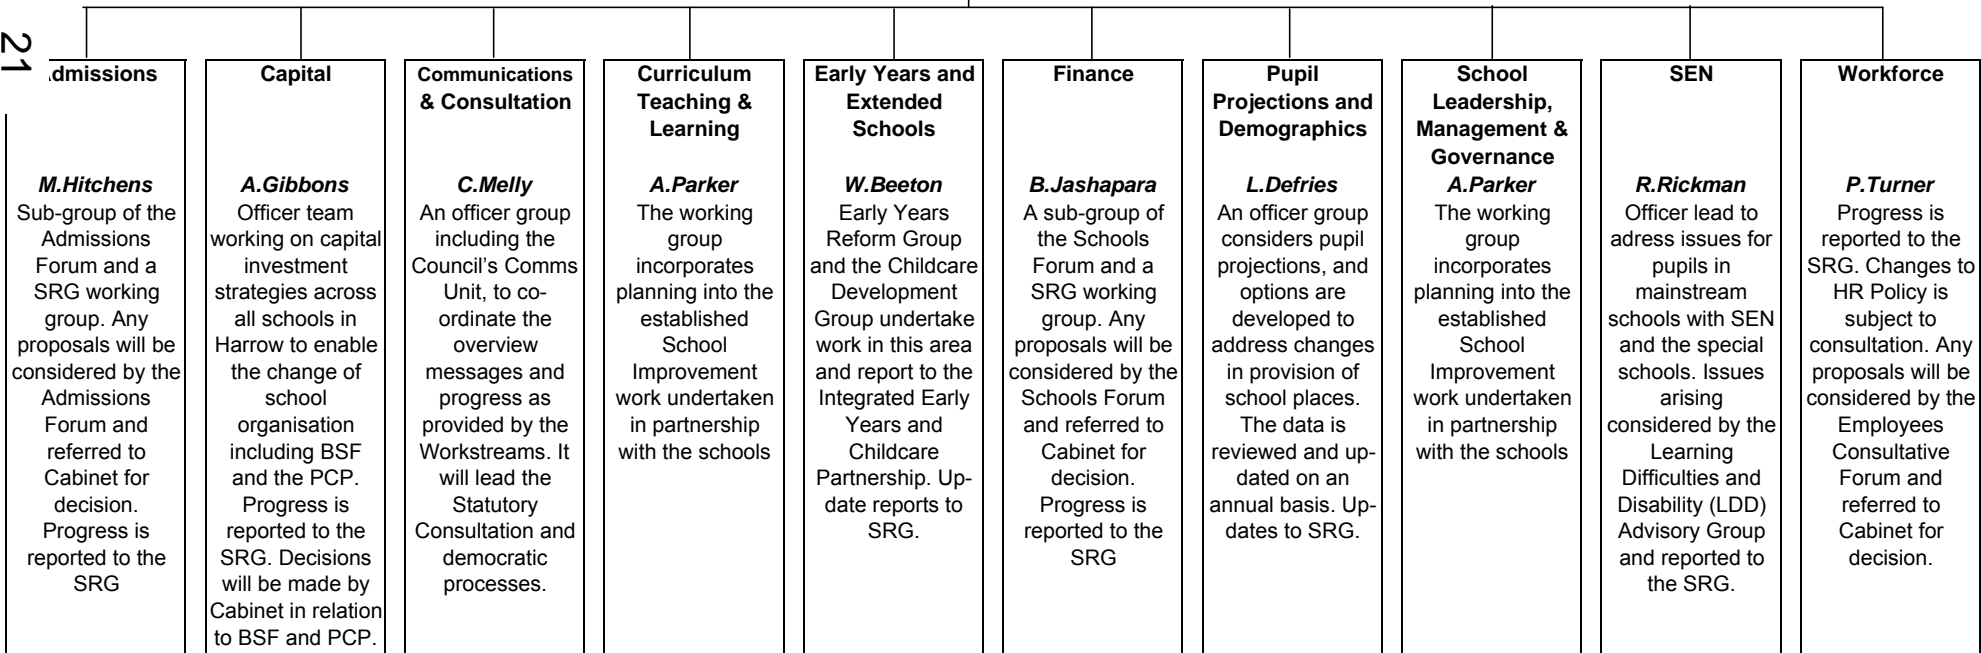 21
dmissions
M.Hitchens
Sub-group of the
Admissions
Forum and a
SRG working
group. Any
proposals will be
considered by the
Admissions
Forum and
referred to
Cabinet for
decision.
Progress is
reported to the
SRG
Capital
A.Gibbons
Officer team
working on capital
investment
strategies across
all schools in
Harrow to enable
the change of
school
organisation
including BSF
and the PCP.
Progress is
reported to the
SRG. Decisions
will be made by
Cabinet in relation
to BSF and PCP.
Communications
& Consultation
C.Melly
An officer group
including the
Council's Comms
Unit, to co-
ordinate the
overview
messages and
progress as
provided by the
Workstreams. It
will lead the
Statutory
Consultation and
democratic
processes.
Curriculum
Teaching &
Learning
A.Parker
The working
group
incorporates
planning into the
established
School
Improvement
work undertaken
in partnership
with the schools
Early Years and
Extended
Schools
W.Beeton
Early Years
Reform Group
and the Childcare
Development
Group undertake
work in this area
and report to the
Integrated Early
Years and
Childcare
Partnership. Up-
date reports to
SRG.
Finance
B.Jashapara
A sub-group of
the Schools
Forum and a
SRG working
group. Any
proposals will be
considered by the
Schools Forum
and referred to
Cabinet for
decision.
Progress is
reported to the
SRG
Pupil
Projections and
Demographics
L.Defries
An officer group
considers pupil
projections, and
options are
developed to
address changes
in provision of
school places.
The data is
reviewed and up-
dated on an
annual basis. Up-
dates to SRG.
School
Leadership,
Management &
Governance
A.Parker
The working
group
incorporates
planning into the
established
School
Improvement
work undertaken
in partnership
with the schools
SEN
R.Rickman
Officer lead to
adress issues for
pupils in
mainstream
schools with SEN
and the special
schools. Issues
arising
considered by the
Learning
Difficulties and
Disability (LDD)
Advisory Group
and reported to
the SRG.
Workforce
P.Turner
Progress is
reported to the
SRG. Changes to
HR Policy is
subject to
consultation. Any
proposals will be
considered by the
Employees
Consultative
Forum and
referred to
Cabinet for
decision.